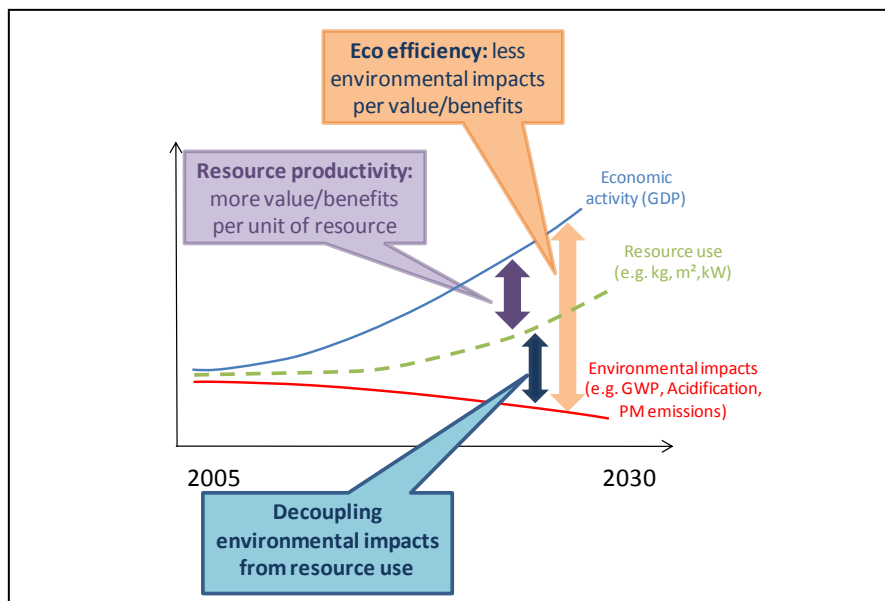 Eco efficiency: less
environmental impacts
per value/benefits
Resource productivity:
more value/benefits
per unit of resource
Economic
activity (GDP)
Resource use
(e.g. kg, m²,kW)
Environmental impacts
(e.g. GWP, Acidification,
PM emissions)
2005
2030
Decoupling
environmental impacts
from resource use